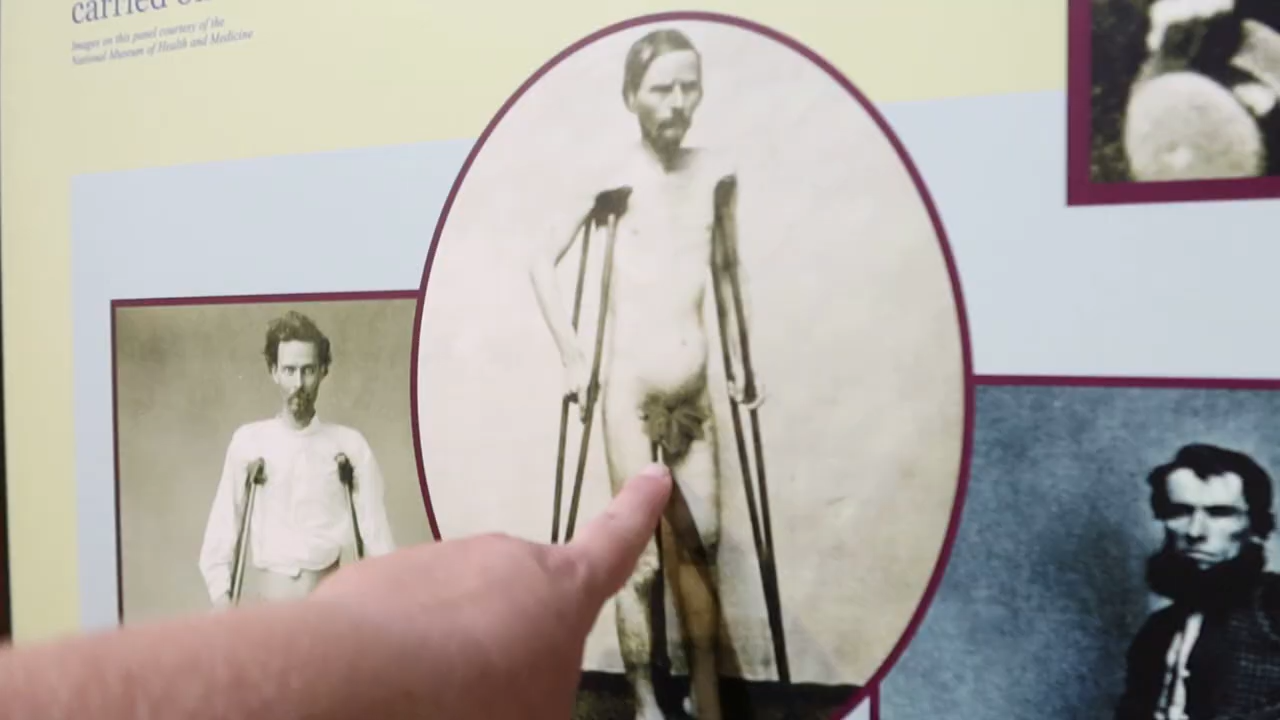 carried
Images on this panel courtesy of the
National Museum of Health and Medicine